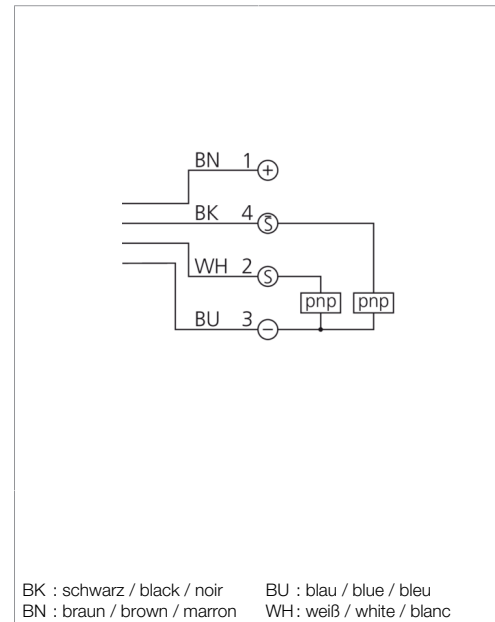 BN 1 +
BK 4 S
WH 2 S
pnp pnp
BU 3 −
BK : schwarz / black / noir BU : blau / blue / bleu
BN : braun / brown / marron WH : weiß / white / blanc